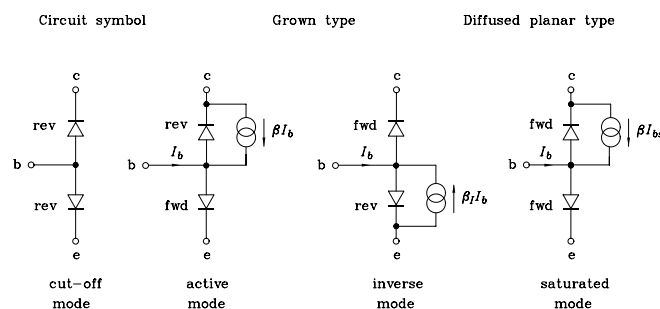 Circuit symbol Grown type Diffused planar type
c c c c
rev rev βI_b fwd fwd βI_bs
b b I_b b I_b b I_b
rev fwd rev β_I I_b fwd
e e e e
cut-off active inverse saturated
mode mode mode mode